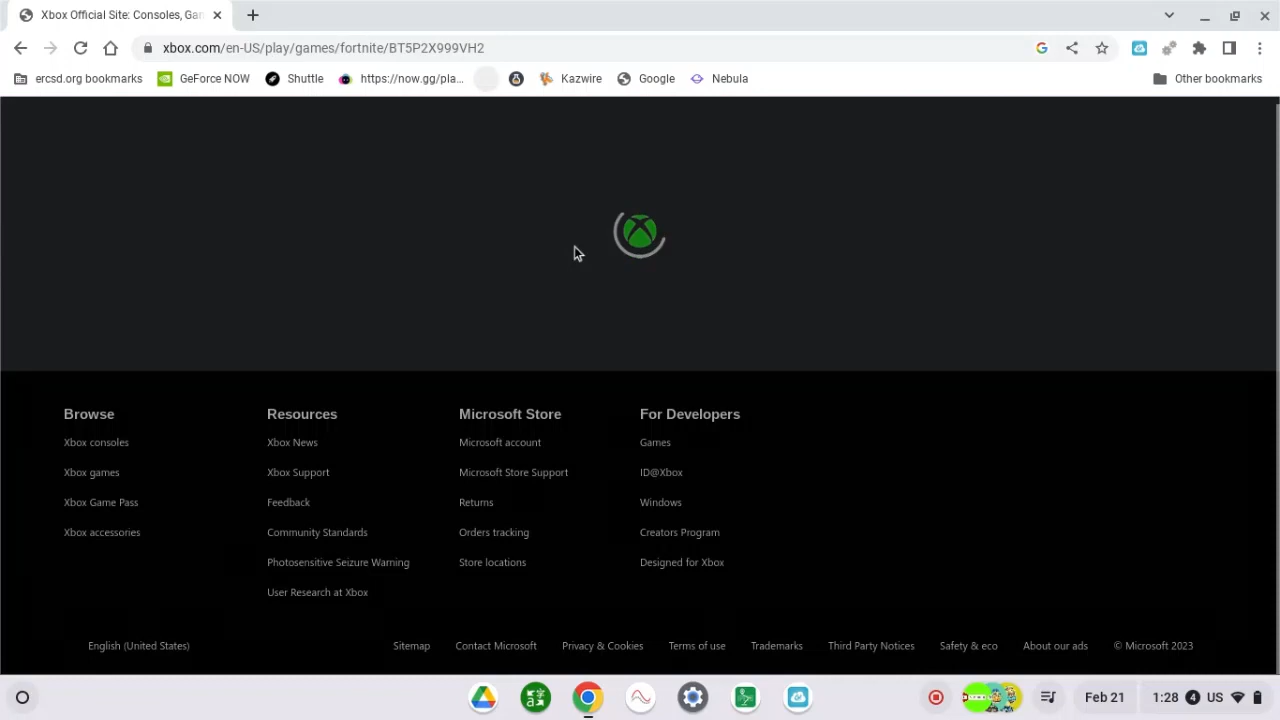 Xbox Official Site: Consoles, Gan
xbox.com/en-US/play/games/fortnite/BT5P2X999VH2
ercsd.org bookmarks GeForce NOW Shuttle https://now.gg/pla... Kazwire Google Nebula Other bookmarks
Browse Resources Microsoft Store For Developers
Xbox consoles Xbox News Microsoft account Games
Xbox games Xbox Support Microsoft Store Support ID@Xbox
Xbox Game Pass Feedback Returns Windows
Xbox accessories Community Standards Orders tracking Creators Program
Photosensitive Seizure Warning Store locations Designed for Xbox
User Research at Xbox
English (United States) Sitemap Contact Microsoft Privacy & Cookies Terms of use Trademarks Third Party Notices Safety & eco About our ads © Microsoft 2023
Feb 21 1:28 4 US